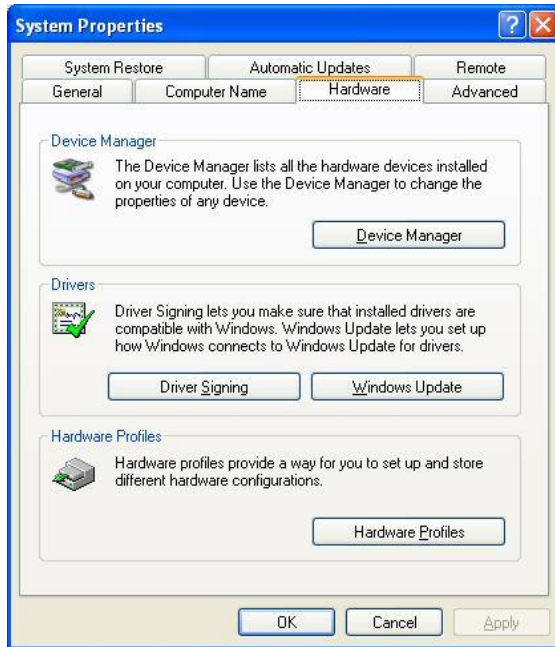 System Properties
System Restore Automatic Updates Remote
General Computer Name Hardware Advanced
Device Manager
The Device Manager lists all the hardware devices installed
on your computer. Use the Device Manager to change the
properties of any device.
Device Manager
Drivers
Driver Signing lets you make sure that installed drivers are
compatible with Windows. Windows Update lets you set up
how Windows connects to Windows Update for drivers.
Driver Signing Windows Update
Hardware Profiles
Hardware profiles provide a way for you to set up and store
different hardware configurations.
Hardware Profiles
OK Cancel Apply